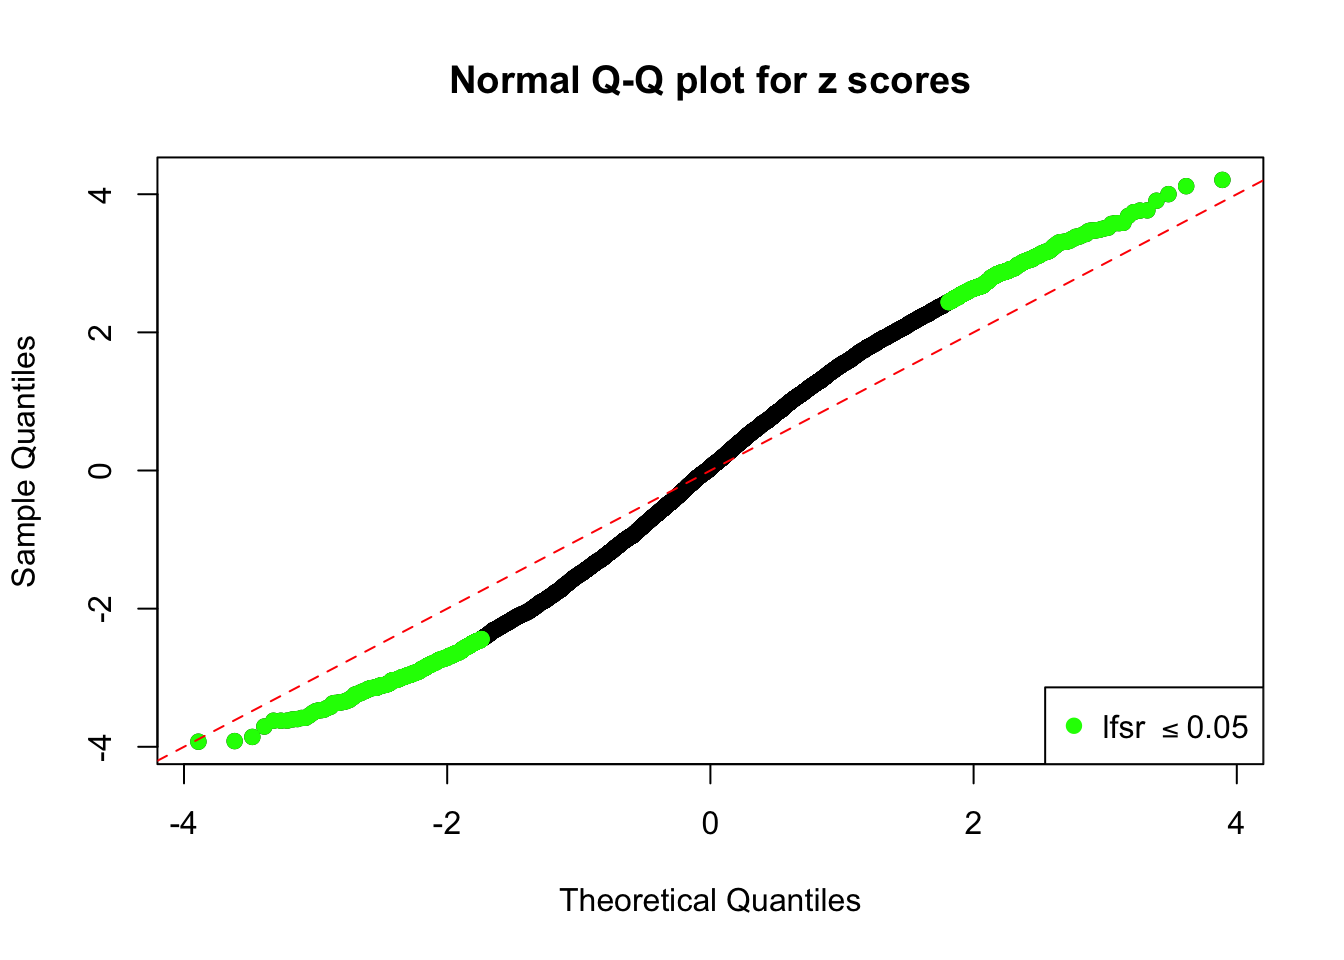 Normal Q-Q plot for z scores
Sample Quantiles
4
2
0
-2
-4
lfsr ≤ 0.05
-4 -2 0 2 4
Theoretical Quantiles